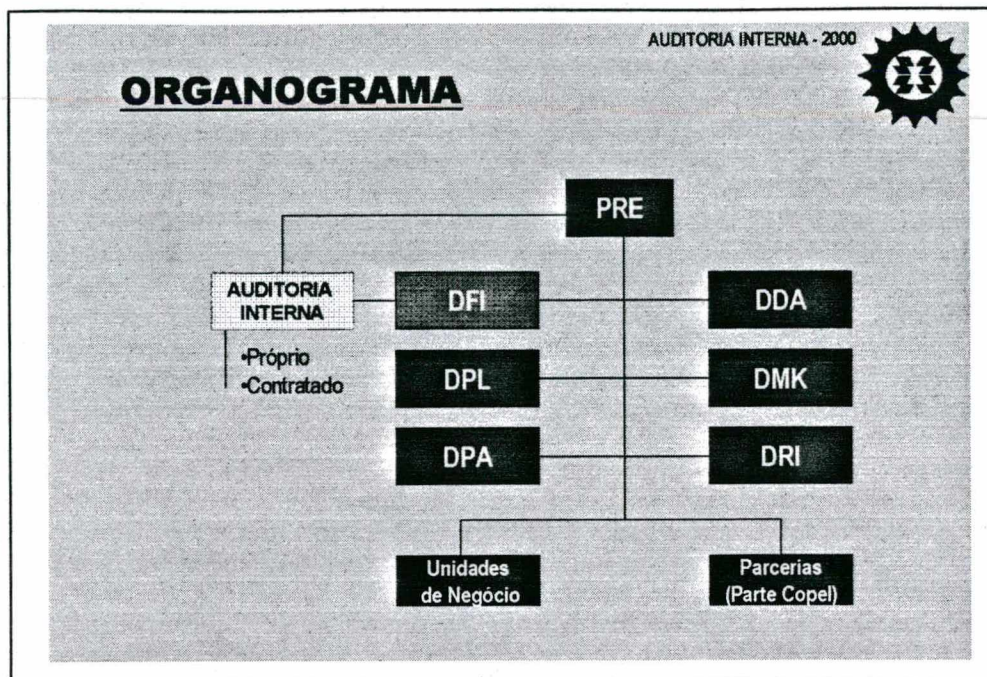 AUDITORIA INTERNA - 2000
ORGANOGRAMA
PRE
AUDITORIA
INTERNA
•Próprio
•Contratado
DFI
DDA
DPL
DMK
DPA
DRI
Unidades
de Negócio
Parcerias
(Parte Copel)